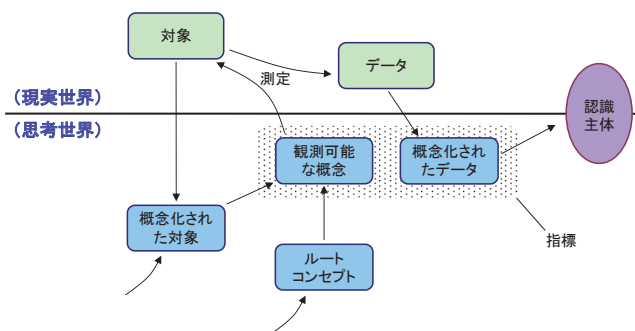 対象
データ
測定
(現実世界)
(思考世界)
認識
主体
観測可能
な概念
概念化され
たデータ
概念化され
た対象
指標
ルート
コンセプト